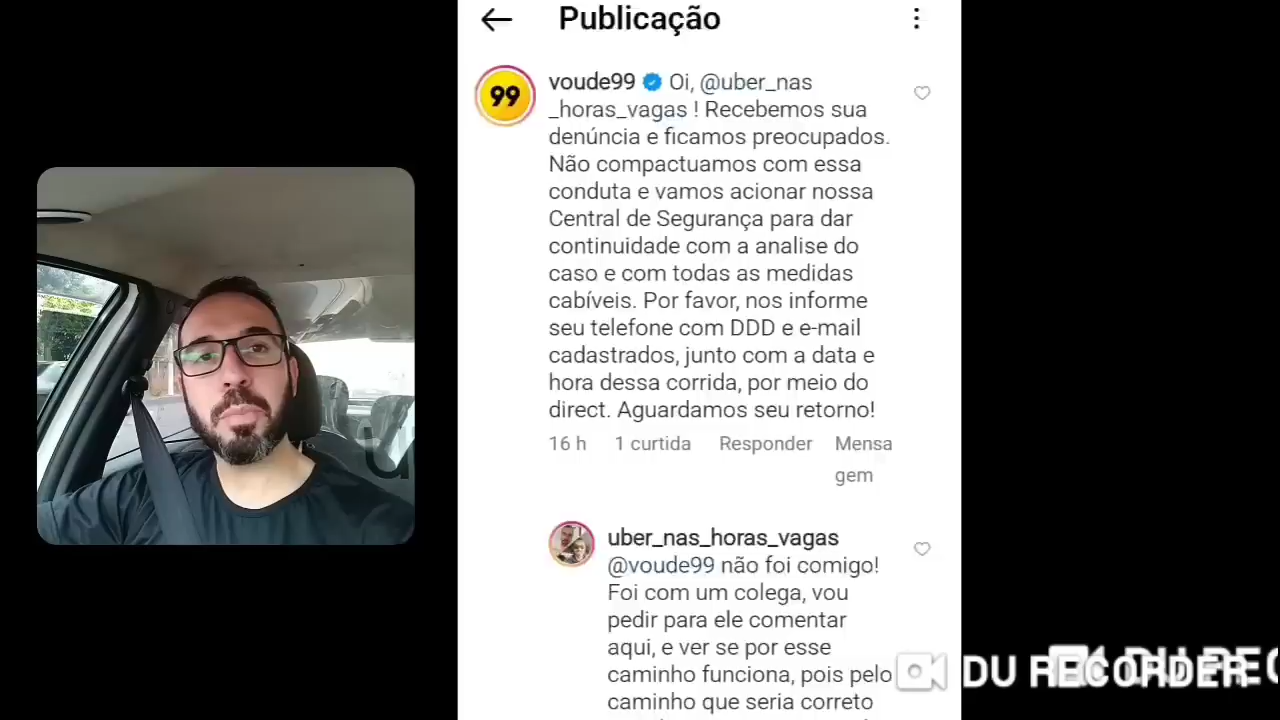 Publicação
99
voude99 Oi, @uber_nas
_horas_vagas ! Recebemos sua
denúncia e ficamos preocupados.
Não compactuamos com essa
conduta e vamos acionar nossa
Central de Segurança para dar
continuidade com a analise do
caso e com todas as medidas
cabíveis. Por favor, nos informe
seu telefone com DDD e e-mail
cadastrados, junto com a data e
hora dessa corrida, por meio do
direct. Aguardamos seu retorno!
16 h 1 curtida Responder Mensa
gem
uber_nas_horas_vagas
@voude99 não foi comigo!
Foi com um colega, vou
pedir para ele comentar
aqui, e ver se por esse
caminho funciona, pois pelo
caminho que seria correto
DU RECORDER